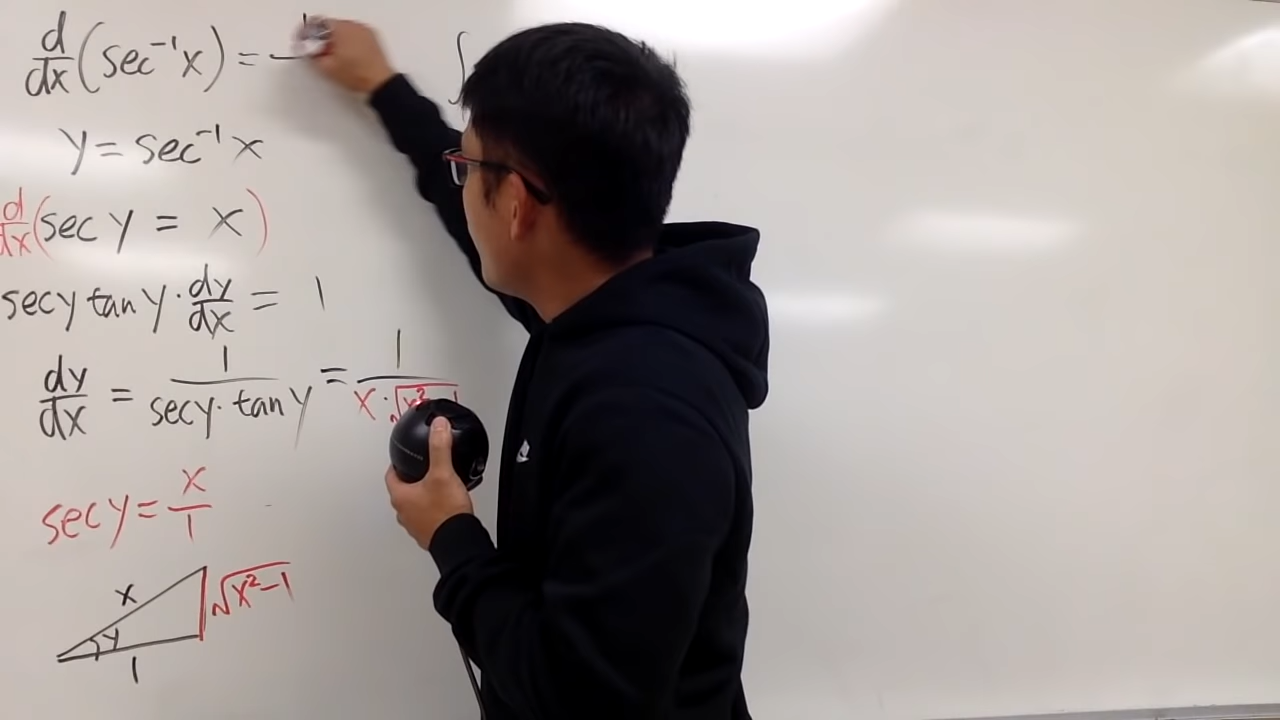 d/dx (sec⁻¹x) = 1/
∫
y = sec⁻¹ x
d/dx (sec y = x)
sec y tan y · dy/dx = 1
dy/dx = 1/(sec y · tan y) = 1/(x · √(x²-1))
sec y = x/1
x
√(x²-1)
y
1